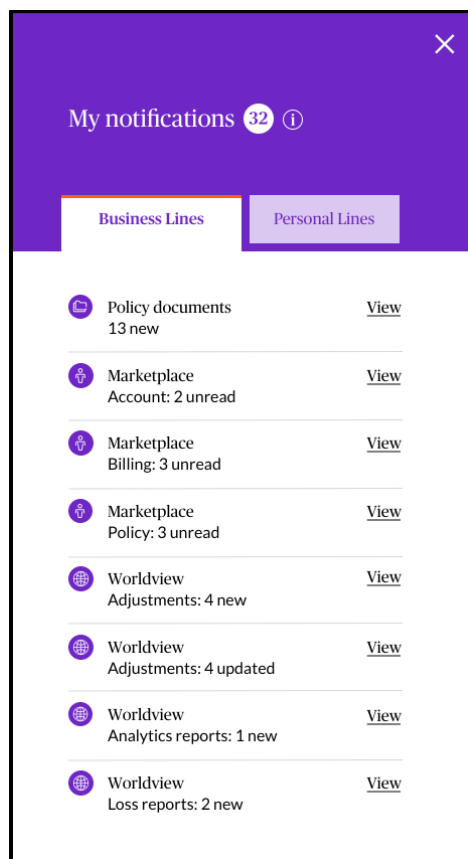 My notifications 32 i
Business Lines Personal Lines
Policy documents View
13 new
Marketplace View
Account: 2 unread
Marketplace View
Billing: 3 unread
Marketplace View
Policy: 3 unread
Worldview View
Adjustments: 4 new
Worldview View
Adjustments: 4 updated
Worldview View
Analytics reports: 1 new
Worldview View
Loss reports: 2 new